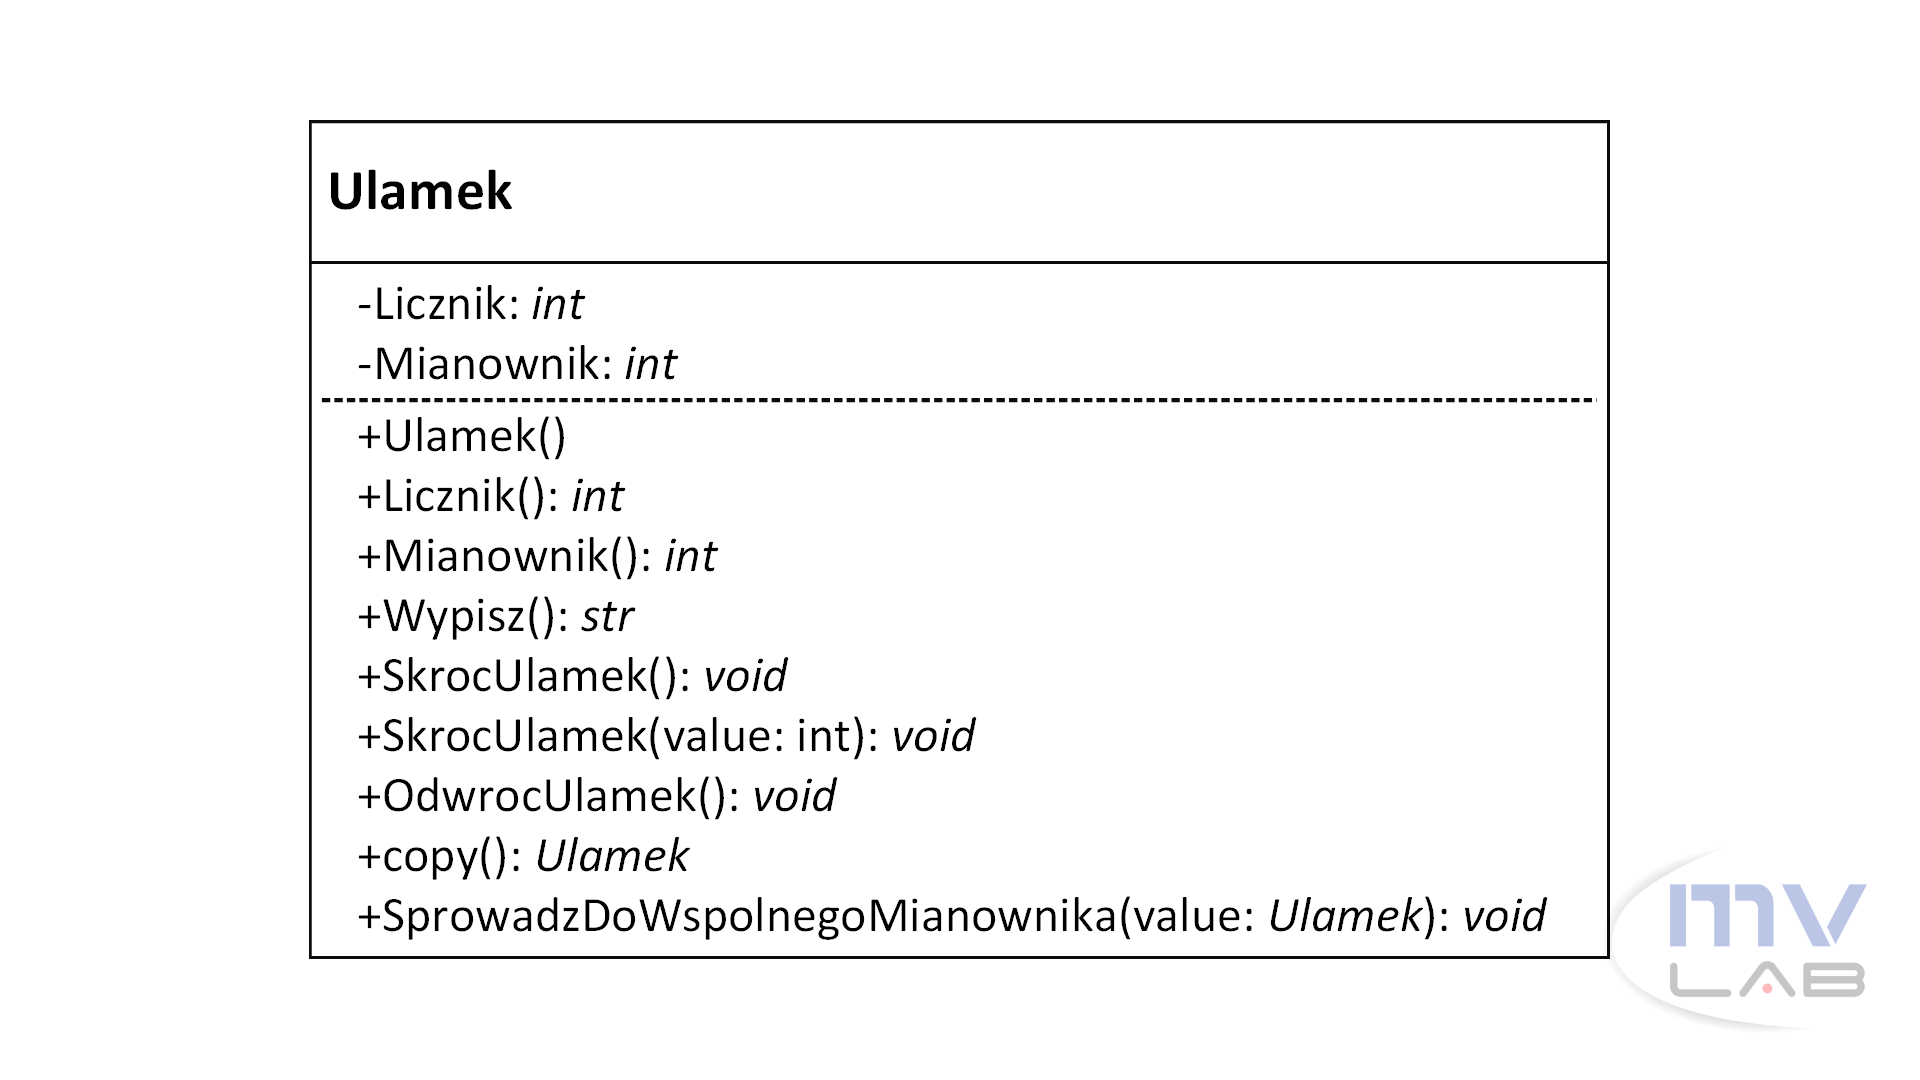 Ulamek
-Licznik: int
-Mianownik: int
+Ulamek()
+Licznik(): int
+Mianownik(): int
+Wypisz(): str
+SkrocUlamek(): void
+SkrocUlamek(value: int): void
+OdwrocUlamek(): void
+copy(): Ulamek
+SprowadzDoWspolnegoMianownika(value: Ulamek): void
mv
LAB